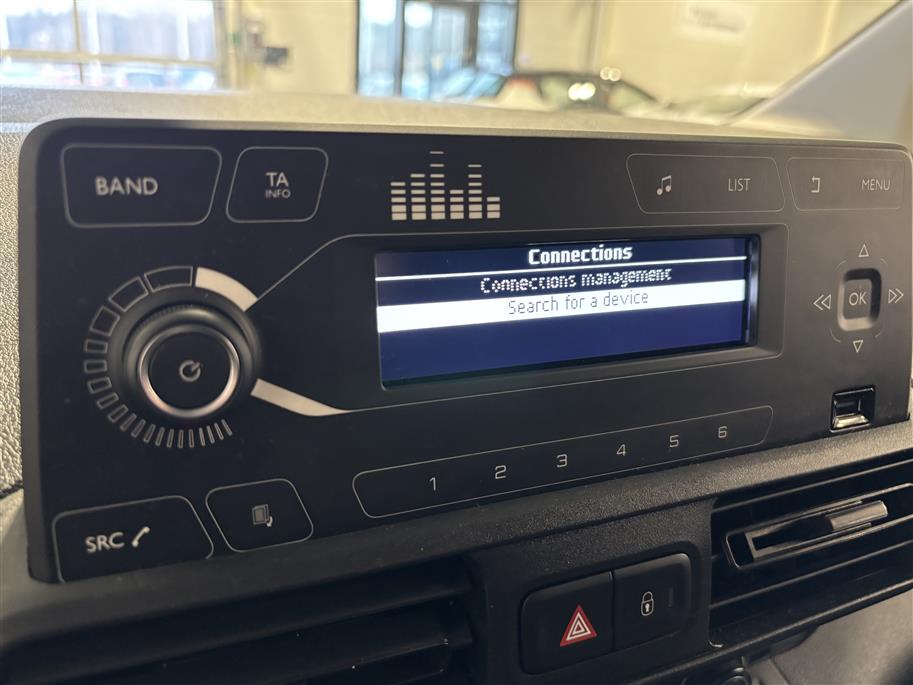 BAND
TA
INFO
LIST
MENU
Connections
Connections management
Search for a device
OK
1 2 3 4 5 6
SRC